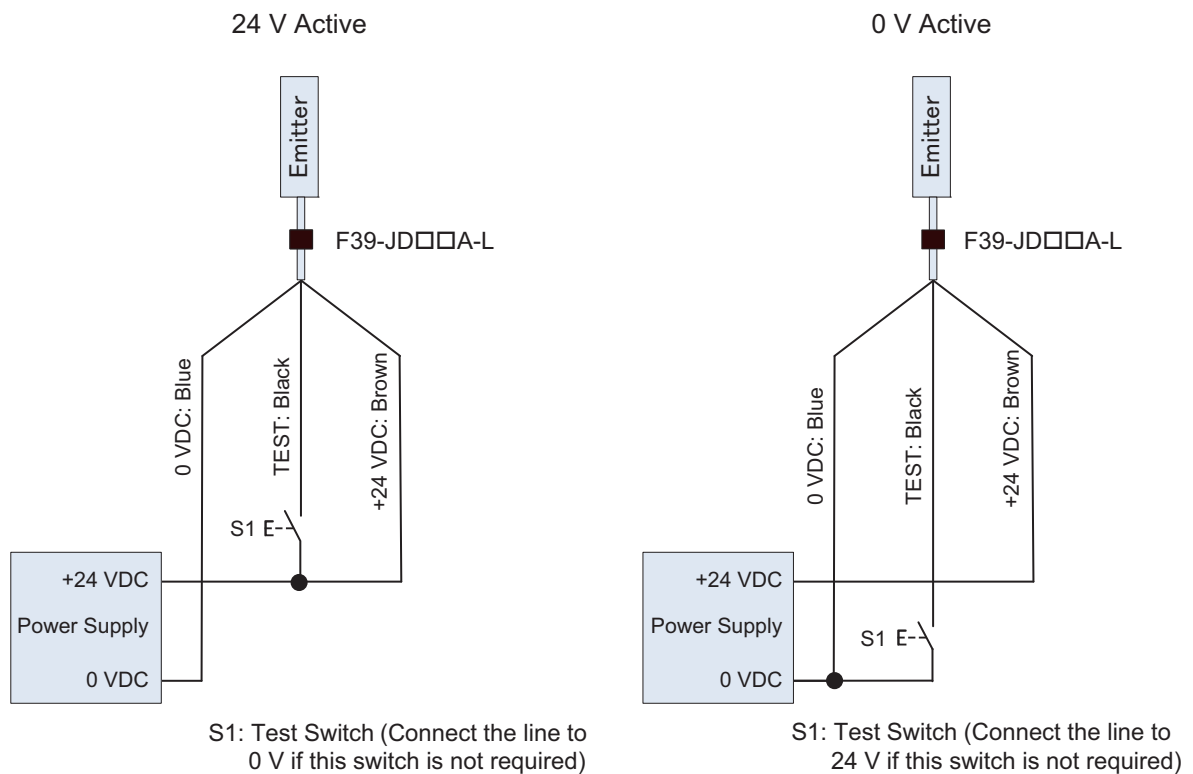 24 V Active
Emitter
F39-JD□□A-L
0 VDC: Blue
TEST: Black
+24 VDC: Brown
S1
+24 VDC
Power Supply
0 VDC
S1: Test Switch (Connect the line to
0 V if this switch is not required)
0 V Active
Emitter
F39-JD□□A-L
0 VDC: Blue
TEST: Black
+24 VDC: Brown
+24 VDC
Power Supply
S1
0 VDC
S1: Test Switch (Connect the line to
24 V if this switch is not required)